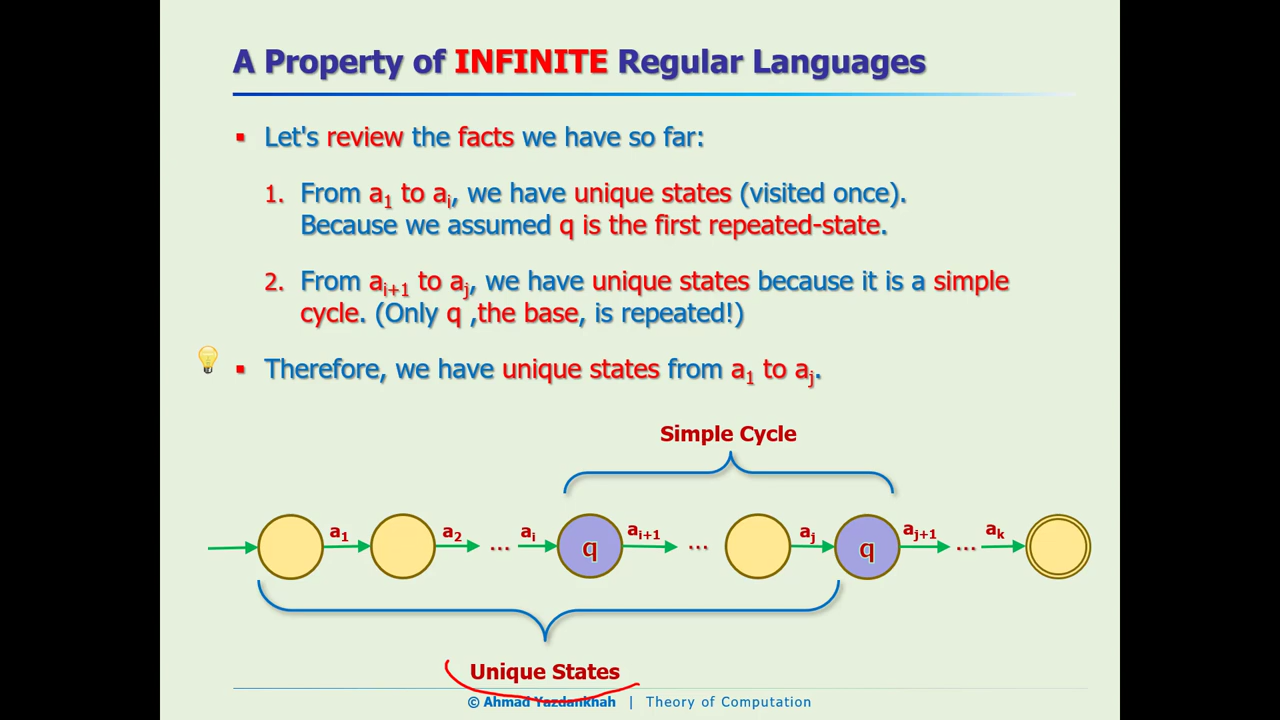 A Property of INFINITE Regular Languages
▪ Let's review the facts we have so far:
1. From a₁ to aᵢ, we have unique states (visited once).
Because we assumed q is the first repeated-state.
2. From aᵢ₊₁ to aⱼ, we have unique states because it is a simple
cycle. (Only q ,the base, is repeated!)
▪ Therefore, we have unique states from a₁ to aⱼ.
Simple Cycle
a₁ a₂ ... aᵢ q aᵢ₊₁ ... aⱼ q aⱼ₊₁ ... aₖ
Unique States
© Ahmad Yazdankhah | Theory of Computation